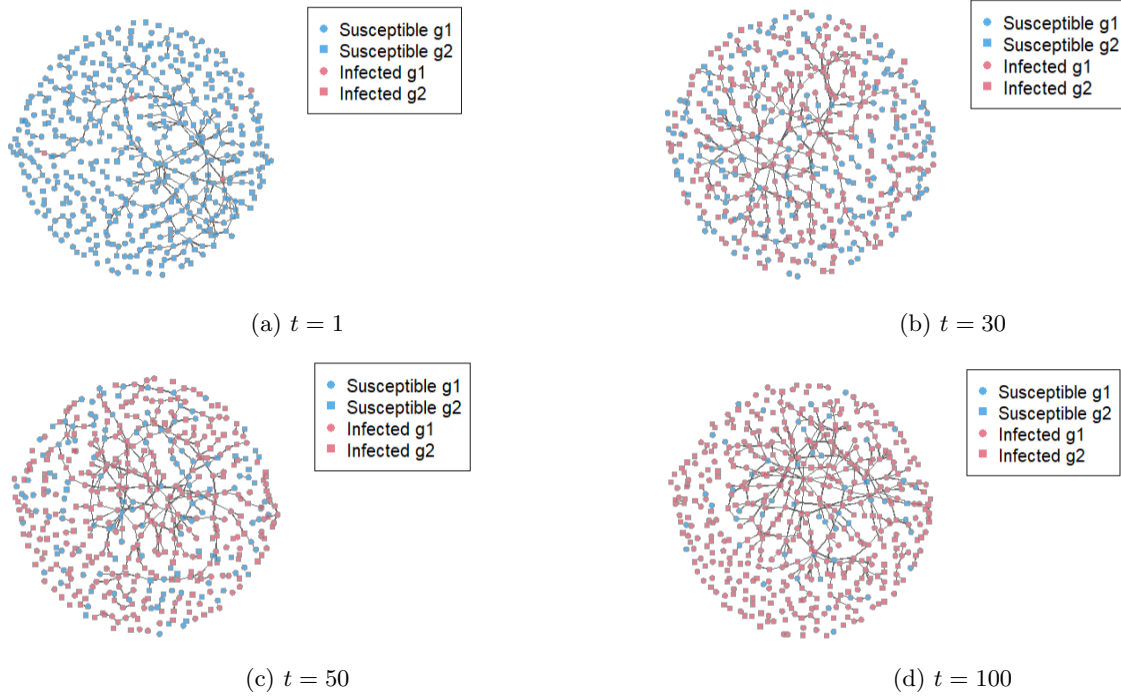 Susceptible g1
Susceptible g2
Infected g1
Infected g2
Susceptible g1
Susceptible g2
Infected g1
Infected g2
(a) t = 1
(b) t = 30
Susceptible g1
Susceptible g2
Infected g1
Infected g2
Susceptible g1
Susceptible g2
Infected g1
Infected g2
(c) t = 50
(d) t = 100